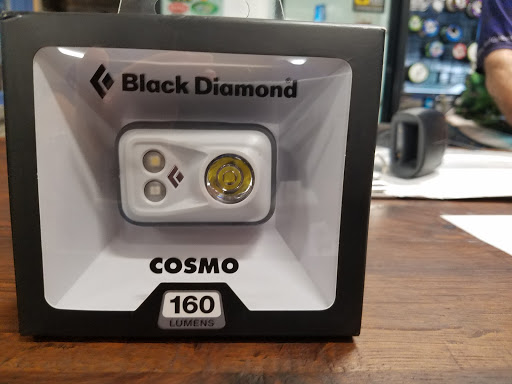 Black Diamond
COSMO
160
LUMENS